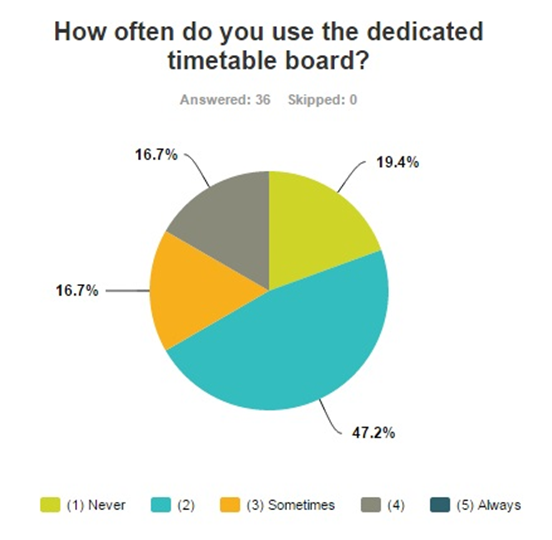 How often do you use the dedicated
timetable board?
Answered: 36 Skipped: 0
16.7%
19.4%
16.7%
47.2%
(1) Never (2) (3) Sometimes (4) (5) Always